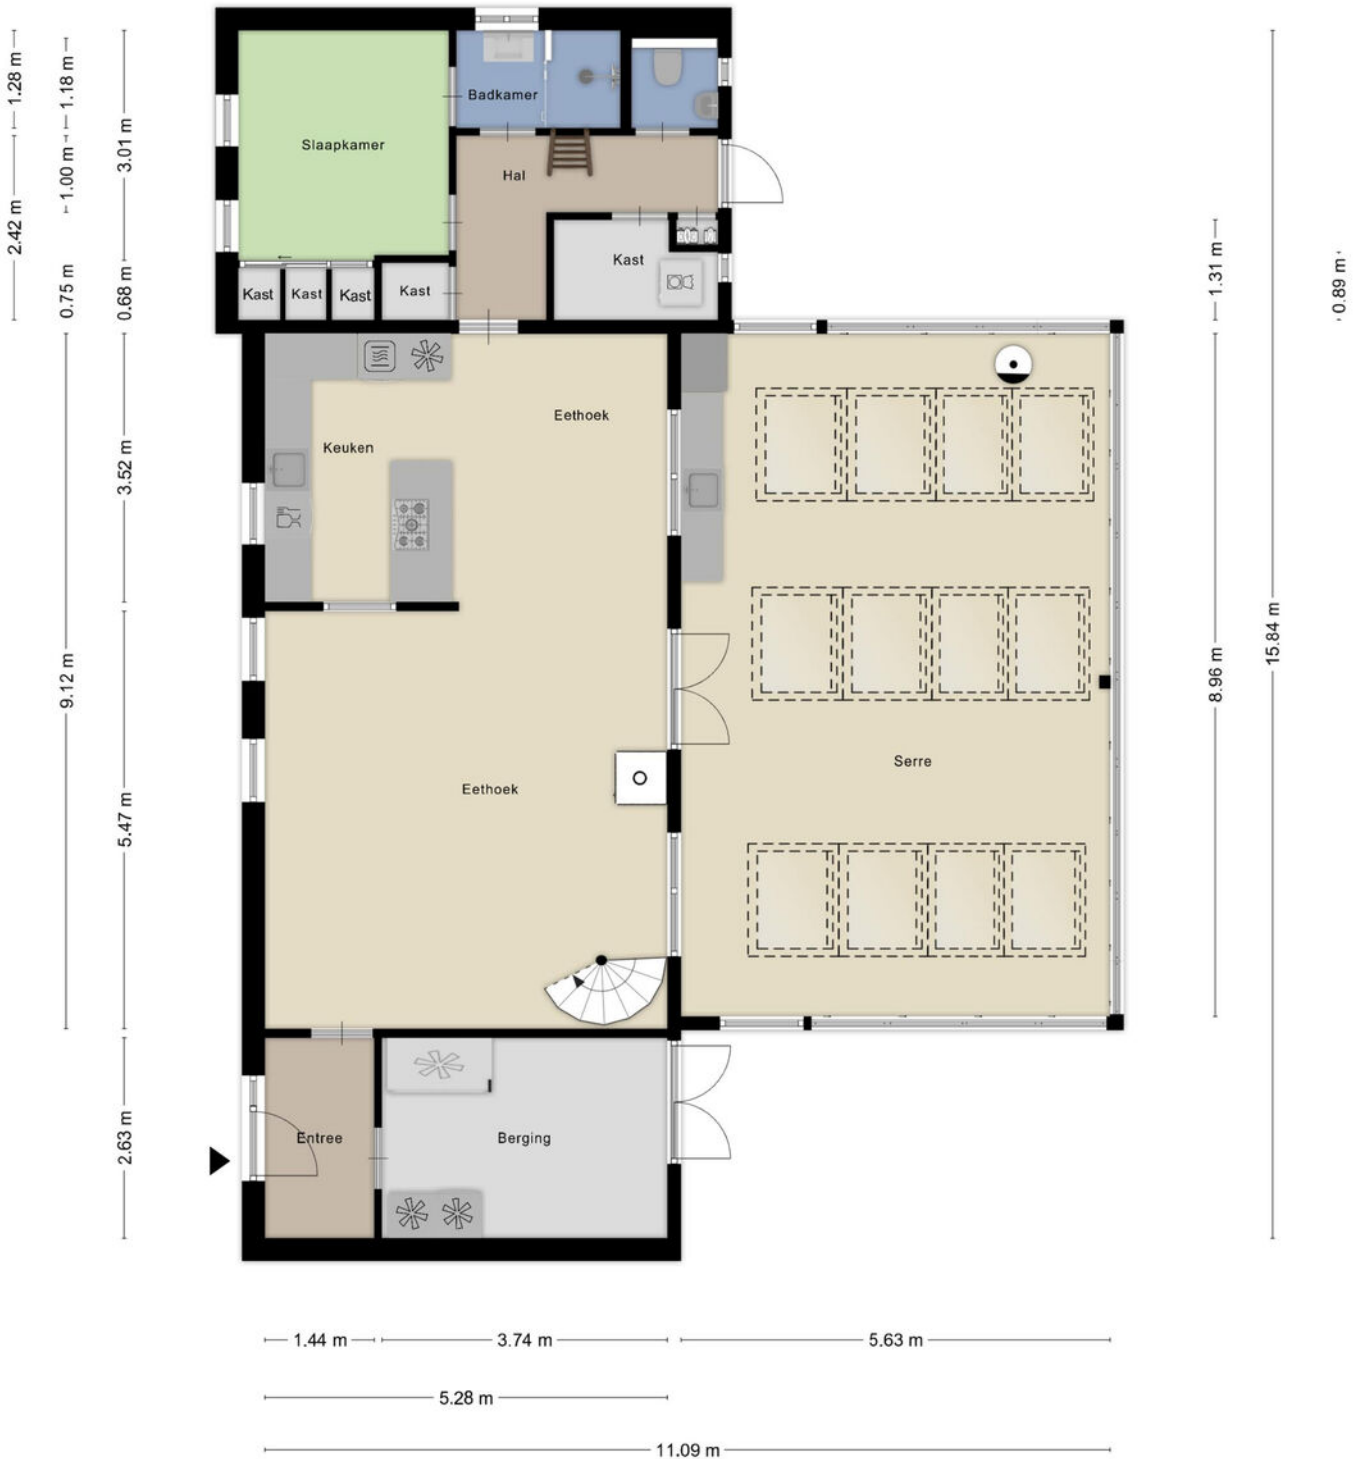 1.28 m
1.18 m
3.01 m
1.00 m
2.42 m
0.75 m
0.68 m
Badkamer
Slaapkamer
Hal
Kast
Kast
Kast
Kast
Kast
1.31 m
0.89 m
Eethoek
Keuken
3.52 m
9.12 m
5.47 m
Eethoek
Serre
8.96 m
15.84 m
2.63 m
Entree
Berging
1.44 m
3.74 m
5.63 m
5.28 m
11.09 m